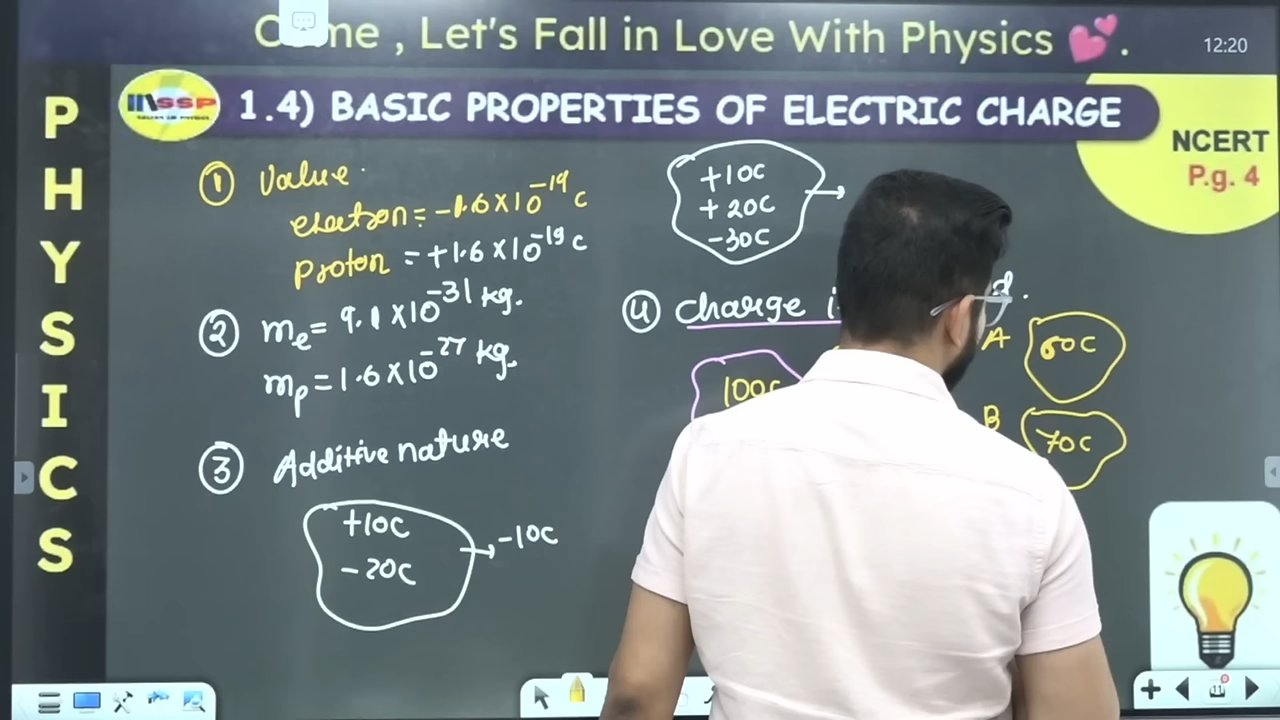 Come , Let's Fall in Love With Physics 💕 .
12:20
PHYSICS
SSP
1.4) BASIC PROPERTIES OF ELECTRIC CHARGE
NCERT
P.g. 4
① Value.
electron = -1.6×10⁻¹⁹ C
proton = +1.6×10⁻¹⁹ C
② mₑ = 9.1×10⁻³¹ kg.
mₚ = 1.6×10⁻²⁷ kg.
③ Additive nature
+10C
-20C
→ -10C
+10C
+20C
-30C
→
④ Charge i
d.
100C
A
60C
B
70C